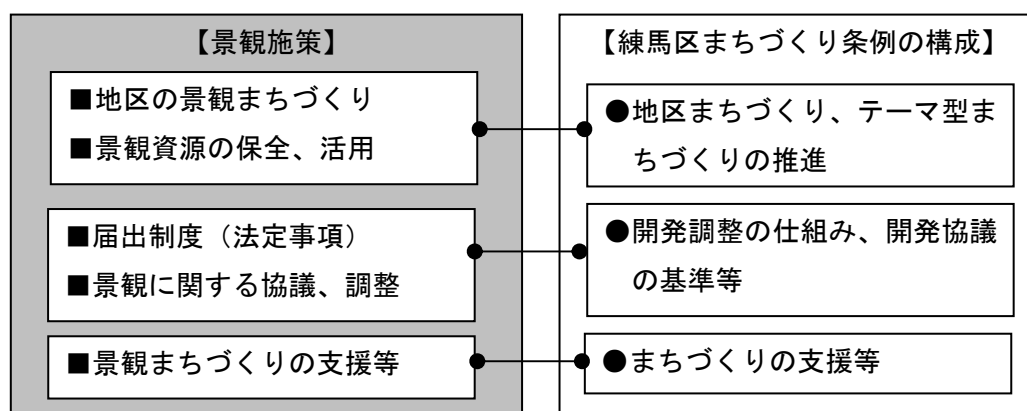 【景観施策】
■地区の景観まちづくり
■景観資源の保全、活用
■届出制度（法定事項）
■景観に関する協議、調整
■景観まちづくりの支援等
【練馬区まちづくり条例の構成】
●地区まちづくり、テーマ型ま
ちづくりの推進
●開発調整の仕組み、開発協議
の基準等
●まちづくりの支援等